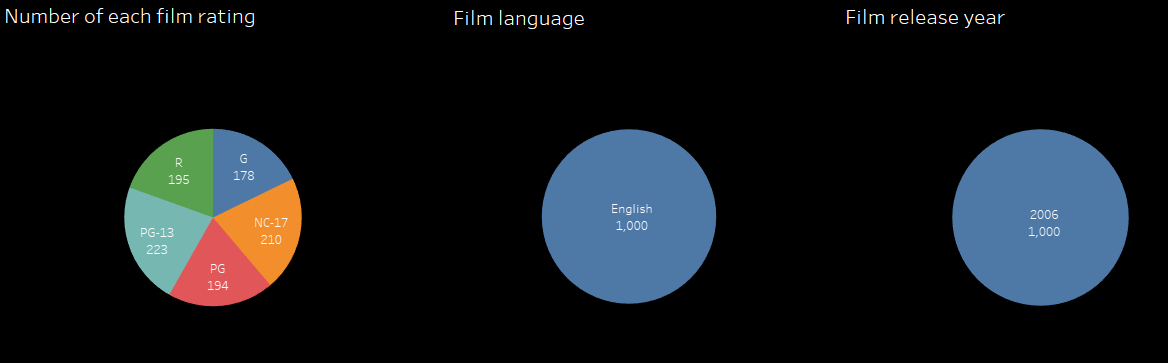 Number of each film rating
Film language
Film release year
G
178
NC-17
210
PG
194
PG-13
223
R
195
English
1,000
2006
1,000